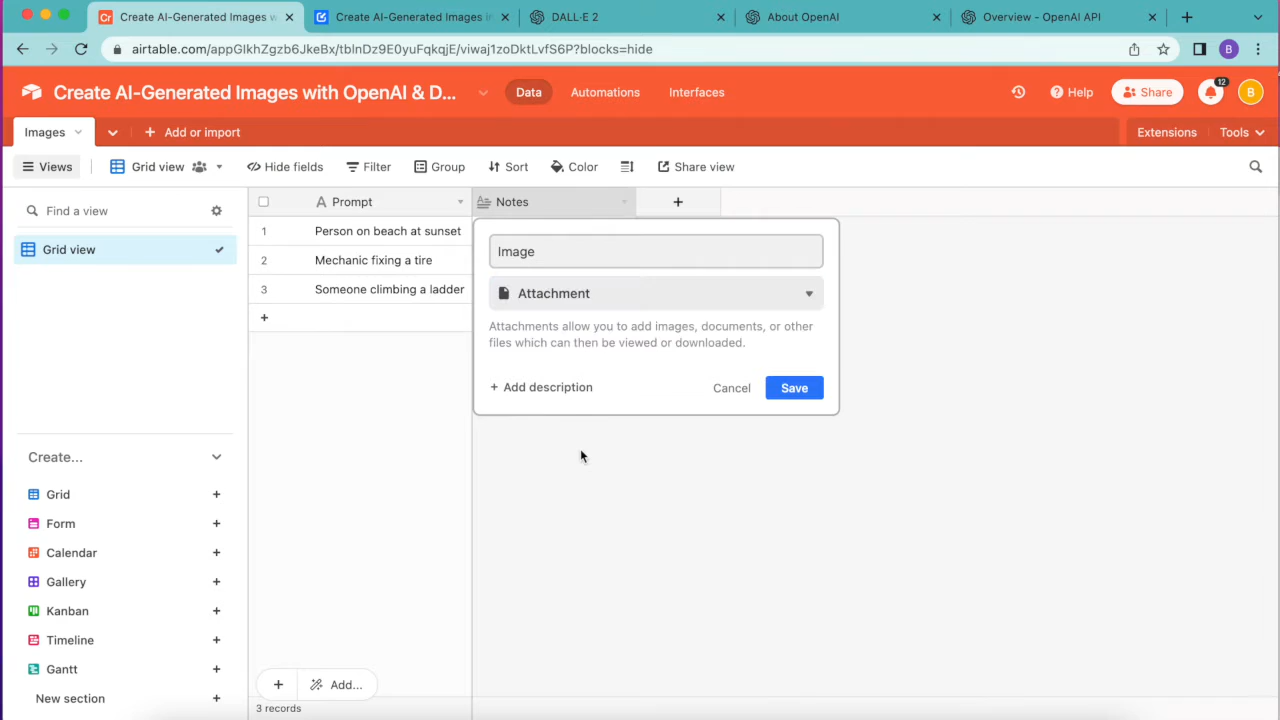 Create AI-Generated Images w
Create AI-Generated Images i
DALL·E 2
About OpenAI
Overview - OpenAI API
airtable.com/appGlkhZgzb6JkeBx/tblnDz9E0yuFqkqjE/viwaj1zoDktLvfS6P?blocks=hide
B
Create AI-Generated Images with OpenAI & D...
Data
Automations
Interfaces
Help
Share
12
B
Images
Add or import
Extensions
Tools
Views
Grid view
Hide fields
Filter
Group
Sort
Color
Share view
Find a view
Grid view
Prompt
Notes
1 Person on beach at sunset
2 Mechanic fixing a tire
3 Someone climbing a ladder
+
Image
Attachment
Attachments allow you to add images, documents, or other
files which can then be viewed or downloaded.
+ Add description
Cancel
Save
Create...
Grid +
Form +
Calendar +
Gallery +
Kanban +
Timeline +
Gantt +
New section +
+ Add...
3 records